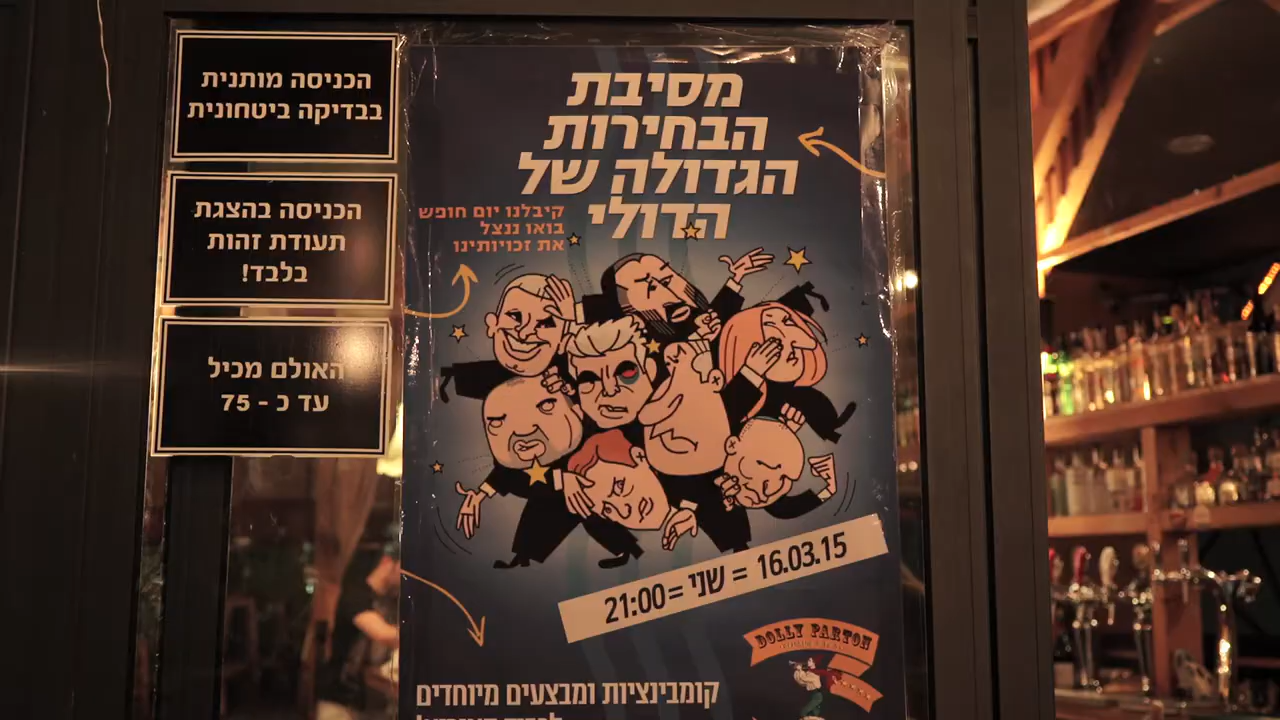 הכניסה מותנית
בבדיקה ביטחונית
הכניסה בהצגת
תעודת זהות
בלבד!
האולם מכיל
עד כ - 75
מסיבת
הבחירות
הגדולה של
הדולי
קיבלנו יום חופש
בואו ננצל
את זכויותינו
21:00 = שני = 16.03.15
DOLLY PARTON
קומבינציות ומבצעים מיוחדים